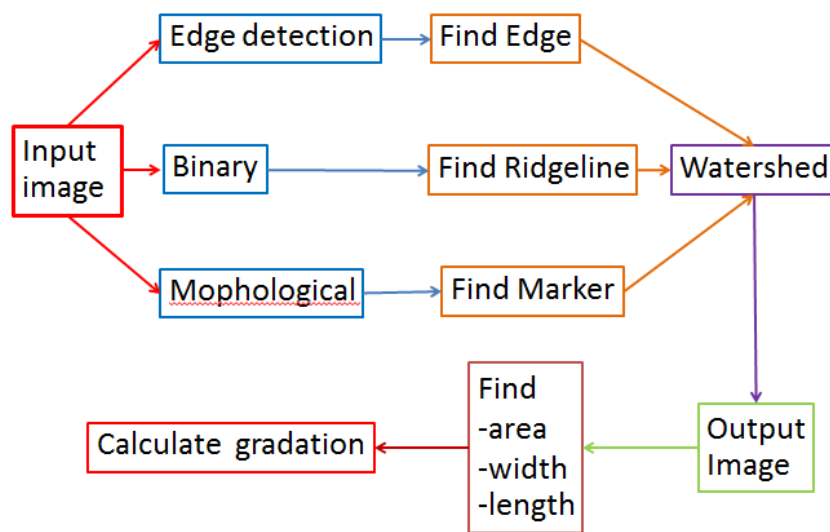 Edge detection
Find Edge
Input
image
Binary
Find Ridgeline
Watershed
Mophological
Find Marker
Output
Image
Find
-area
-width
-length
Calculate gradation